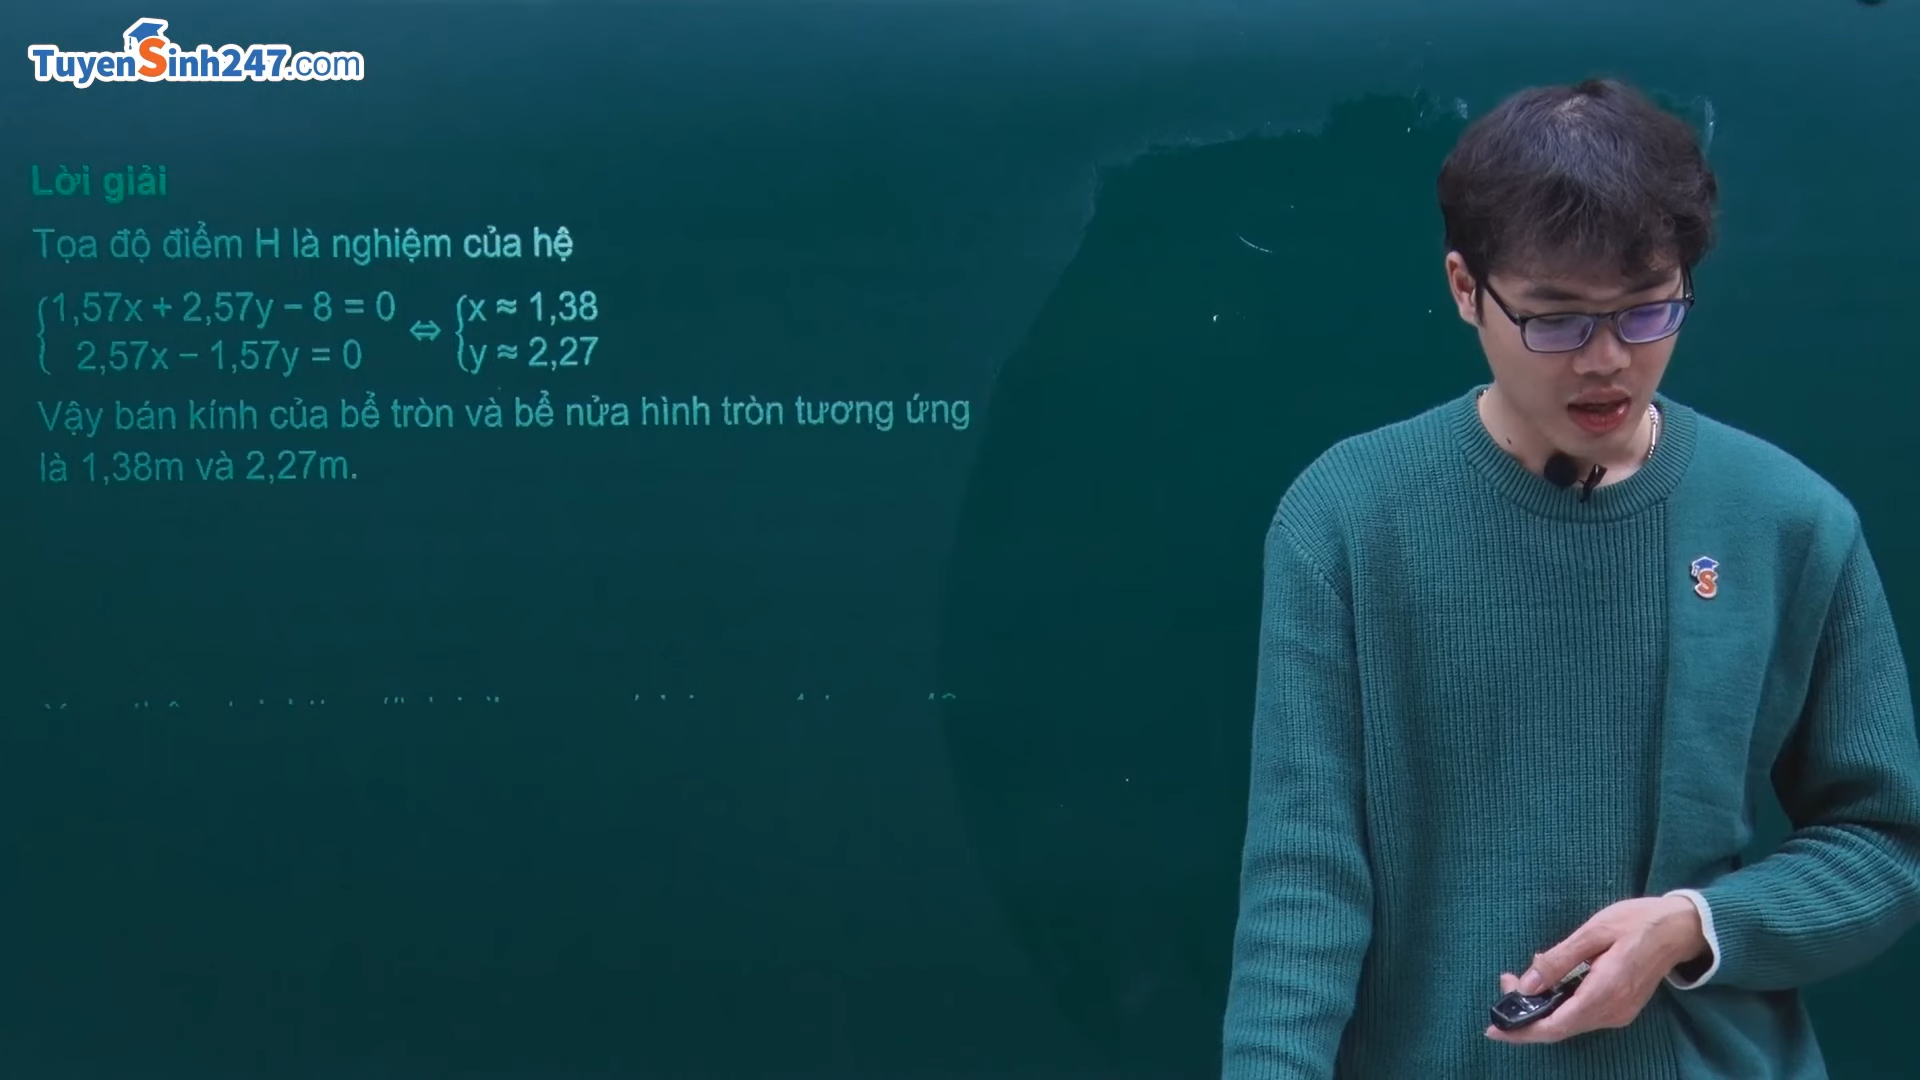 TuyenSinh247.com
Lời giải
Tọa độ điểm H là nghiệm của hệ
{1,57x + 2,57y − 8 = 0 ⇔ {x ≈ 1,38
{2,57x − 1,57y = 0 {y ≈ 2,27
Vậy bán kính của bể tròn và bể nửa hình tròn tương ứng
là 1,38m và 2,27m.
S